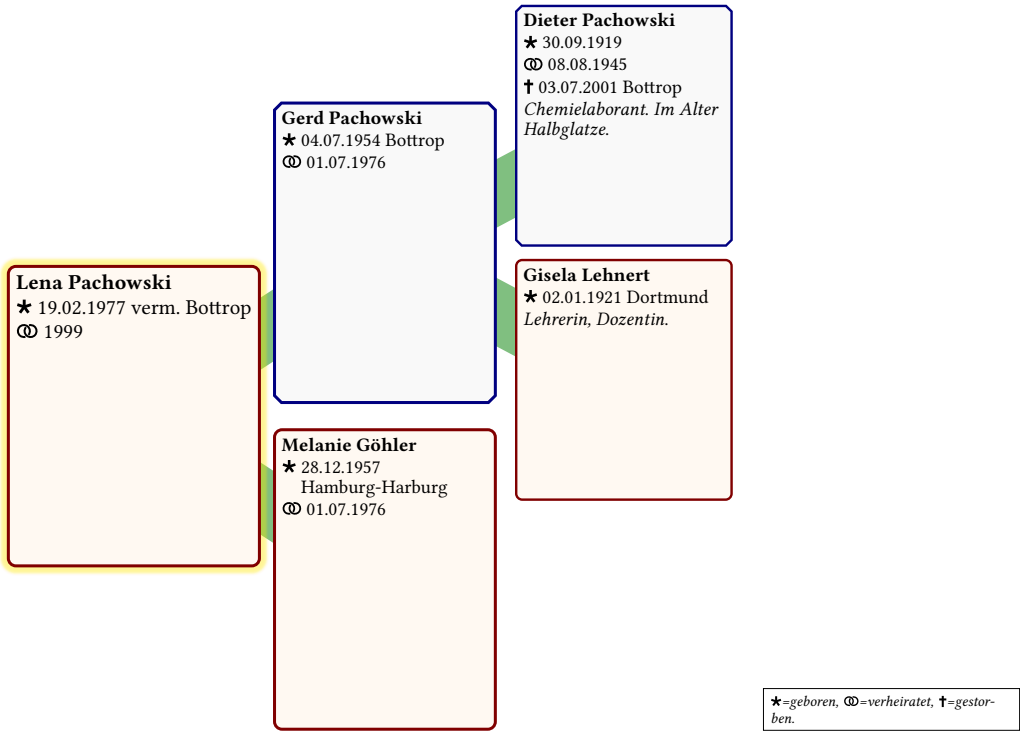 Dieter Pachowski
★ 30.09.1919
⚭ 08.08.1945
✝ 03.07.2001 Bottrop
Chemielaborant. Im Alter
Halbglatze.
Gerd Pachowski
★ 04.07.1954 Bottrop
⚭ 01.07.1976
Lena Pachowski
★ 19.02.1977 verm. Bottrop
⚭ 1999
Gisela Lehnert
★ 02.01.1921 Dortmund
Lehrerin, Dozentin.
Melanie Göhler
★ 28.12.1957
Hamburg-Harburg
⚭ 01.07.1976
★=geboren, ⚭=verheiratet, ✝=gestor-
ben.